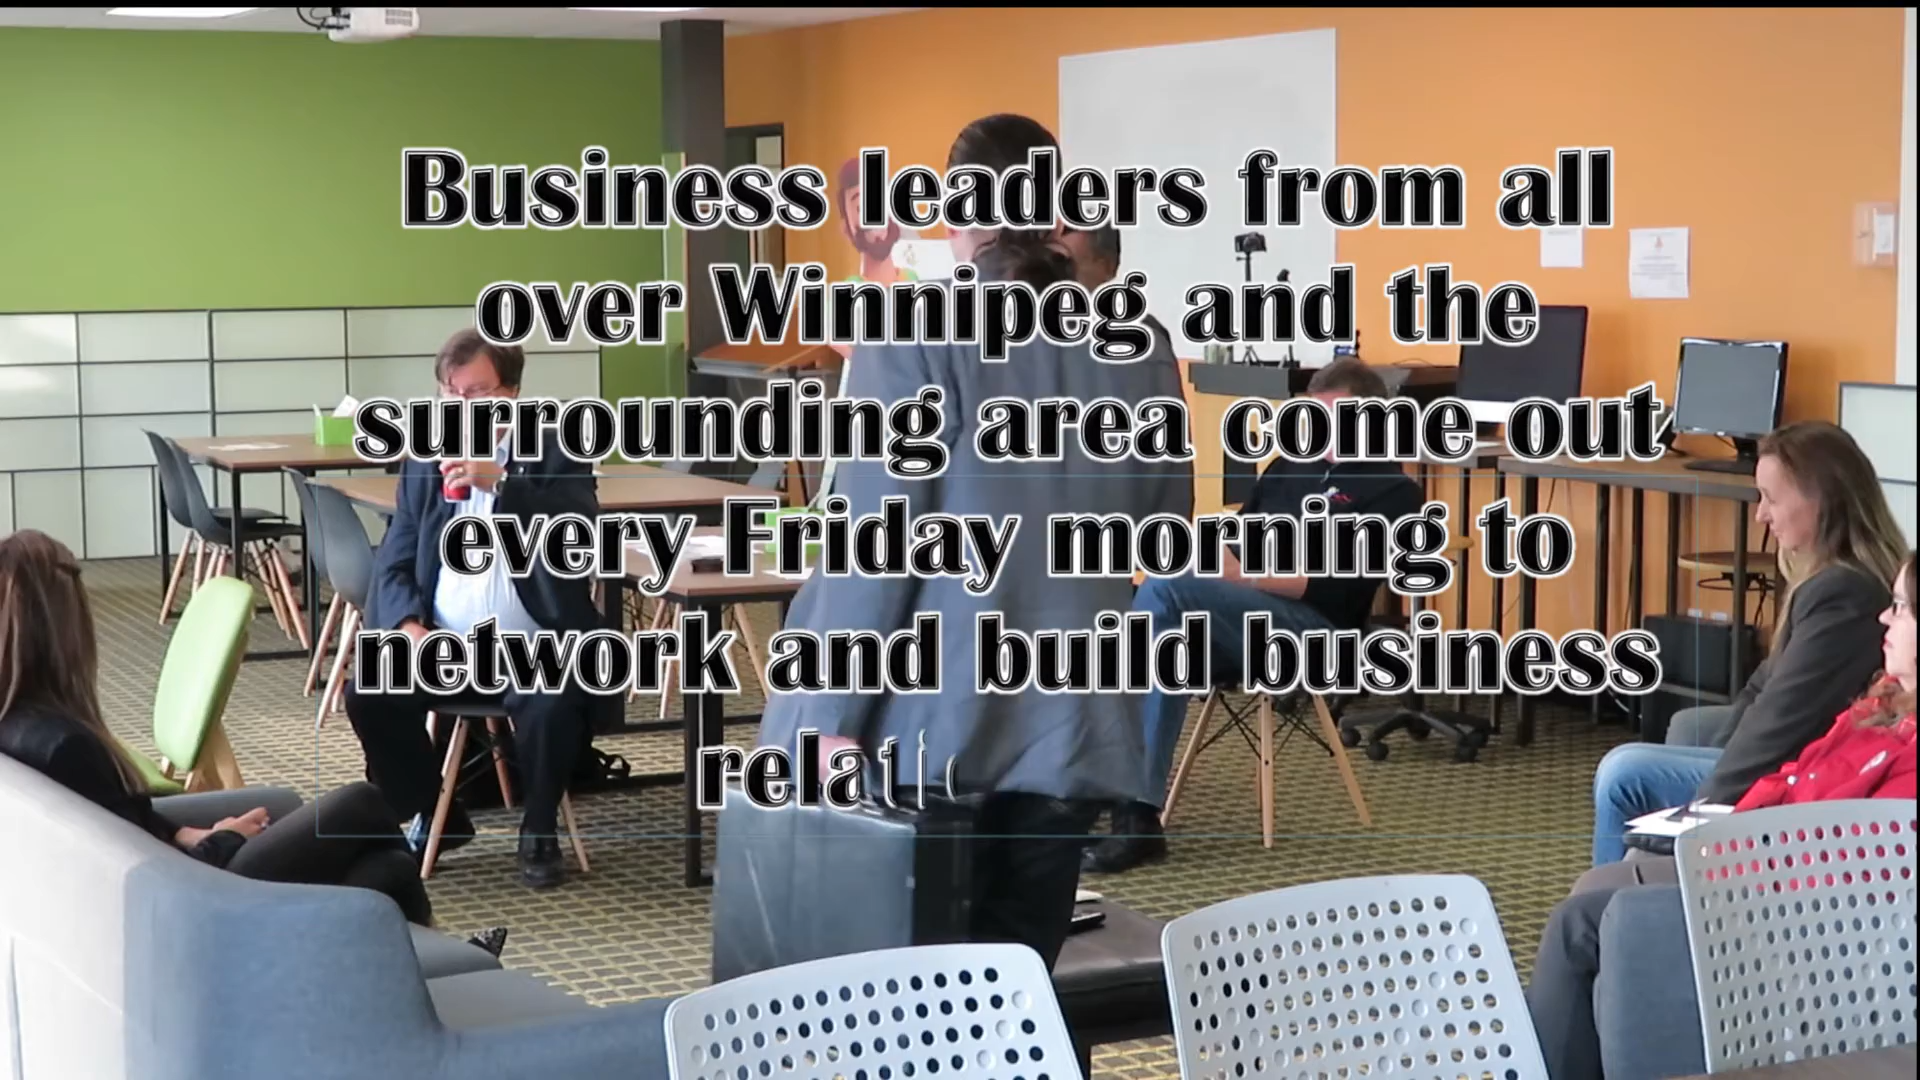 Business leaders from all
over Winnipeg and the
surrounding area come out
every Friday morning to
network and build business
relati